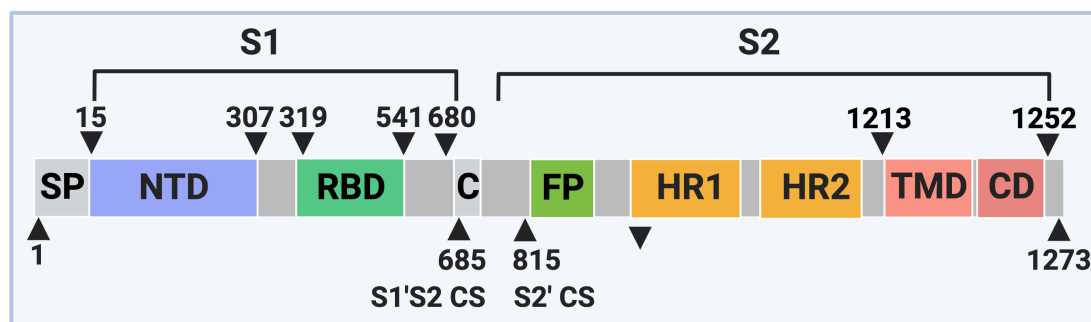 S1 S2
15 307 319 541 680 1213 1252
SP NTD RBD C FP HR1 HR2 TMD CD
1 685 815 1273
S1'S2 CS S2' CS